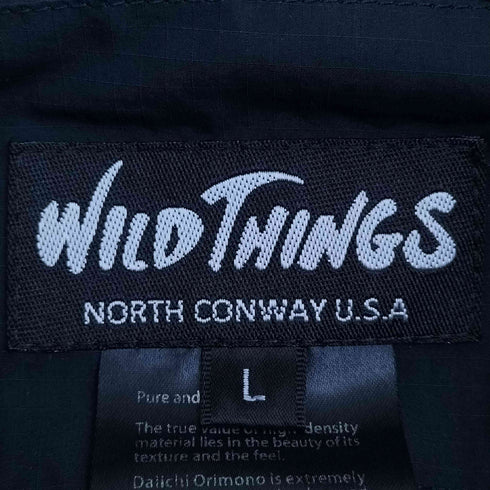 WILD THINGS
NORTH CONWAY U.S.A
L
Pure and
The true value of high-density
material lies in the beauty of its
texture and the feel.
Daiichi Orimono is extremely